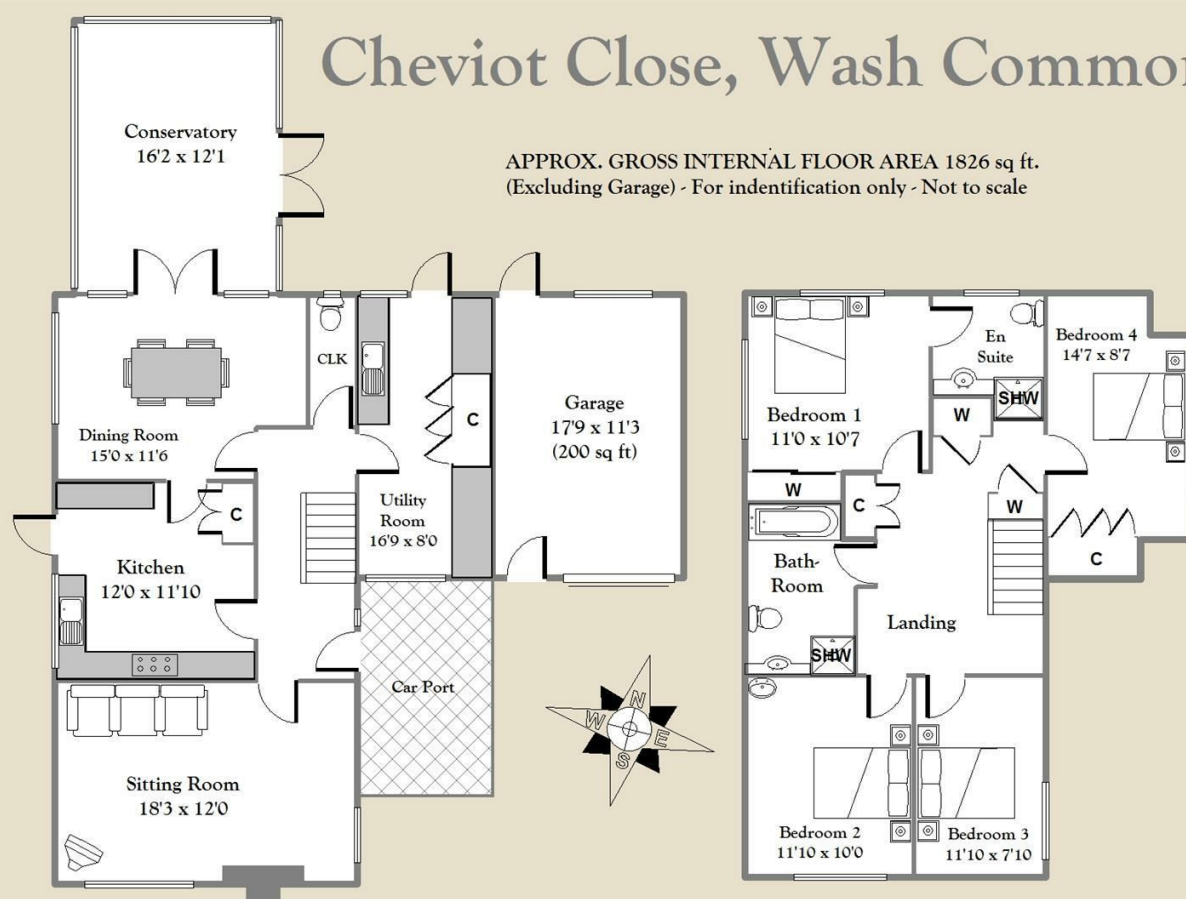 Cheviot Close, Wash Common
APPROX. GROSS INTERNAL FLOOR AREA 1826 sq ft.
(Excluding Garage) - For indentification only - Not to scale
Conservatory
16'2 x 12'1
CLK
Dining Room
15'0 x 11'6
C
Garage
17'9 x 11'3
(200 sq ft)
Utility
Room
16'9 x 8'0
C
Kitchen
12'0 x 11'10
Car Port
Sitting Room
18'3 x 12'0
N
E
S
W
En
Suite
Bedroom 4
14'7 x 8'7
SHW
W
Bedroom 1
11'0 x 10'7
W
C
W
C
Bath-
Room
Landing
SHW
Bedroom 2
11'10 x 10'0
Bedroom 3
11'10 x 7'10